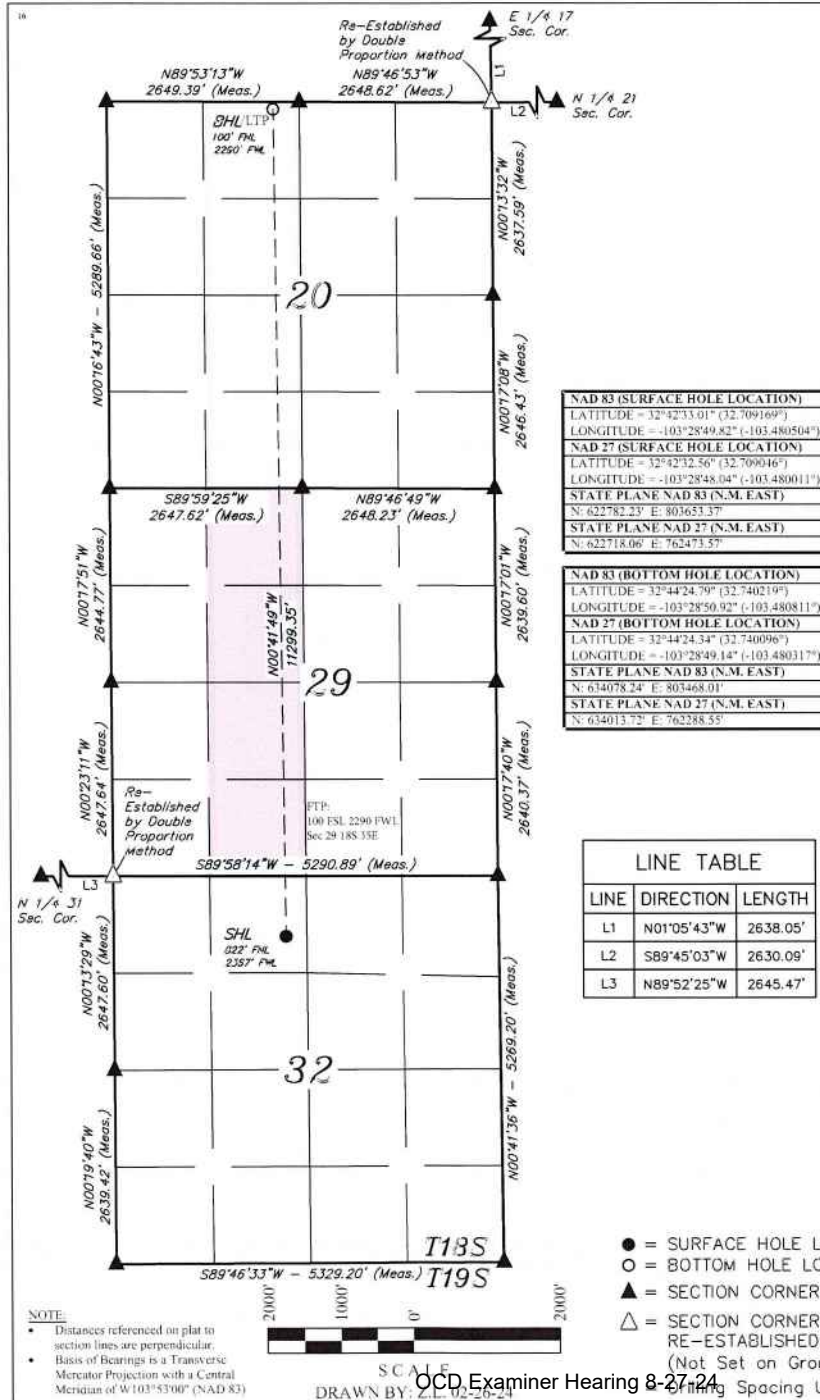 16
E 1/4 17
Sec. Cor.
Re-Established
by Double
Proportion Method
L1
N89°53'13"W
2649.39' (Meas.)
N89°46'53"W
2648.62' (Meas.)
L2
N 1/4 21
Sec. Cor.
/LTP
100' FNL
2290' FWL
N00°13'32"W
2637.59' (Meas.)
N00°16'43"W - 5289.66' (Meas.)
20
N00°17'08"W
2646.43' (Meas.)
S89°59'25"W
2647.62' (Meas.)
N89°46'49"W
2648.23' (Meas.)
N00°17'51"W
2644.77' (Meas.)
N00°41'49"W
11299.35'
N00°17'01"W
2639.60' (Meas.)
29
N00°23'11"W
2647.64' (Meas.)
N00°17'40"W
2640.37' (Meas.)
Re-
Established
by Double
Proportion
Method
FTP:
100 FSL 2290 FWL
Sec 29 18S 35E
S89°58'14"W - 5290.89' (Meas.)
L3
N 1/4 31
Sec. Cor.
SHL
FNL
FWL
N00°13'29"W
2647.60' (Meas.)
N00°41'36"W - 5269.20' (Meas.)
32
N00°19'40"W
2639.42' (Meas.)
T18S
S89°46'33"W - 5329.20' (Meas.)
T19S
NAD 83 (SURFACE HOLE LOCATION)
LATITUDE = 32°42'33.01" (32.709169°)
LONGITUDE = -103°28'49.82" (-103.480504°)
NAD 27 (SURFACE HOLE LOCATION)
LATITUDE = 32°42'32.56" (32.709046°)
LONGITUDE = -103°28'48.04" (-103.480011°)
STATE PLANE NAD 83 (N.M. EAST)
N: 622782.23' E: 803653.37'
STATE PLANE NAD 27 (N.M. EAST)
N: 622718.06' E: 762473.57'
NAD 83 (BOTTOM HOLE LOCATION)
LATITUDE = 32°44'24.79" (32.740219°)
LONGITUDE = -103°28'50.92" (-103.480811°)
NAD 27 (BOTTOM HOLE LOCATION)
LATITUDE = 32°44'24.34" (32.740096°)
LONGITUDE = -103°28'49.14" (-103.480317°)
STATE PLANE NAD 83 (N.M. EAST)
N: 634078.24' E: 803468.01'
STATE PLANE NAD 27 (N.M. EAST)
N: 634013.72' E: 762288.55'
LINE TABLE
LINE DIRECTION LENGTH
L1 N01°05'43"W 2638.05'
L2 S89°45'03"W 2630.09'
L3 N89°52'25"W 2645.47'
● = SURFACE HOLE L
○ = BOTTOM HOLE LO
▲ = SECTION CORNER
△ = SECTION CORNER
RE-ESTABLISHED
(Not Set on Gro
Drilling Spacing U
NOTE:
• Distances referenced on plat to
section lines are perpendicular.
• Basis of Bearings is a Transverse
Mercator Projection with a Central
Meridian of W103°53'00" (NAD 83)
2000' 1000' 0' 2000'
SCALE
DRAWN BY: Z.L. 02-26-24
OCD Examiner Hearing 8-27-24